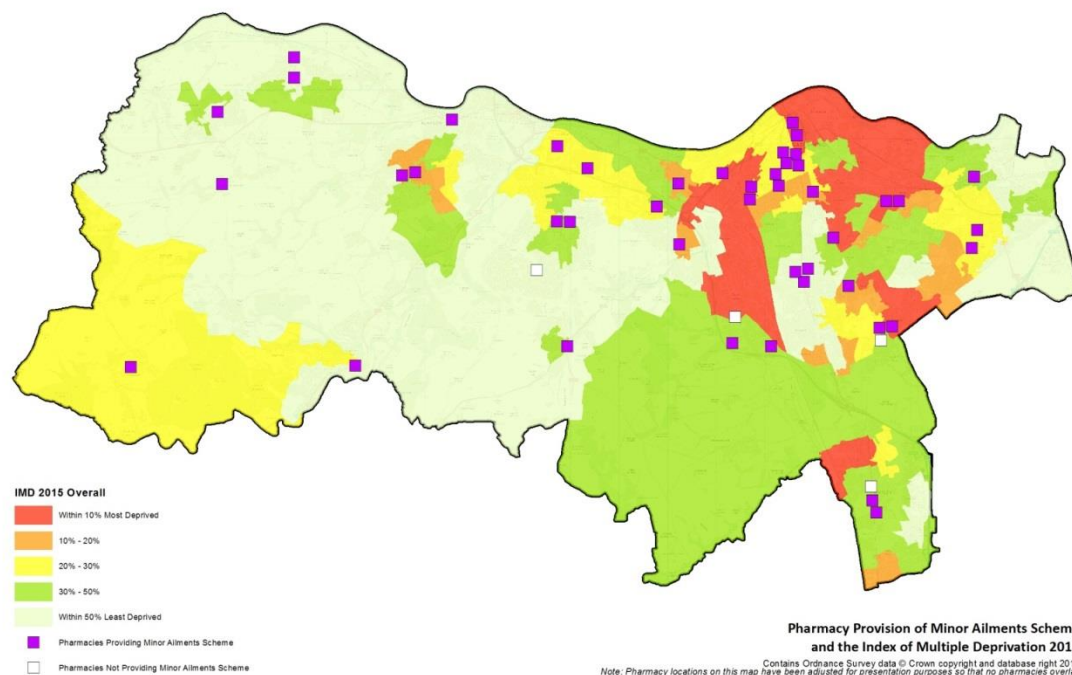 IMD 2015 Overall
Within 10% Most Deprived
10% - 20%
20% - 30%
30% - 50%
Within 50% Least Deprived
Pharmacies Providing Minor Ailments Scheme
Pharmacies Not Providing Minor Ailments Scheme
Pharmacy Provision of Minor Ailments Schem
and the Index of Multiple Deprivation 201
Contains Ordnance Survey data © Crown copyright and database right 201
Note: Pharmacy locations on this map have been adjusted for presentation purposes so that no pharmacies overla